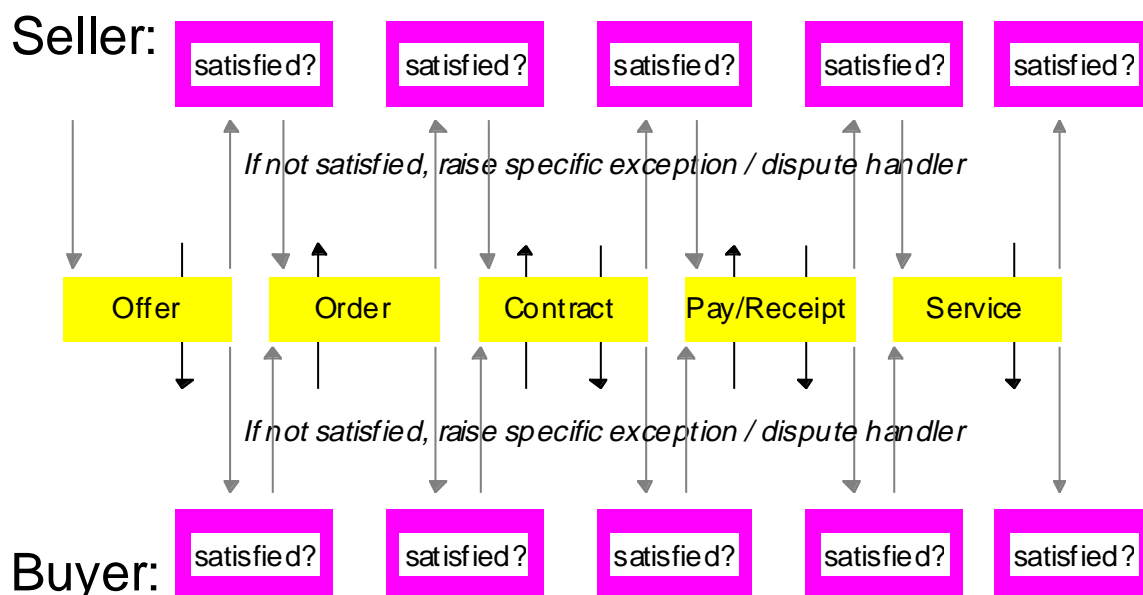 Seller:
satisfied? satisfied? satisfied? satisfied? satisfied?
If not satisfied, raise specific exception / dispute handler
Offer Order Contract Pay/Receipt Service
If not satisfied, raise specific exception / dispute handler
satisfied? satisfied? satisfied? satisfied? satisfied?
Buyer: